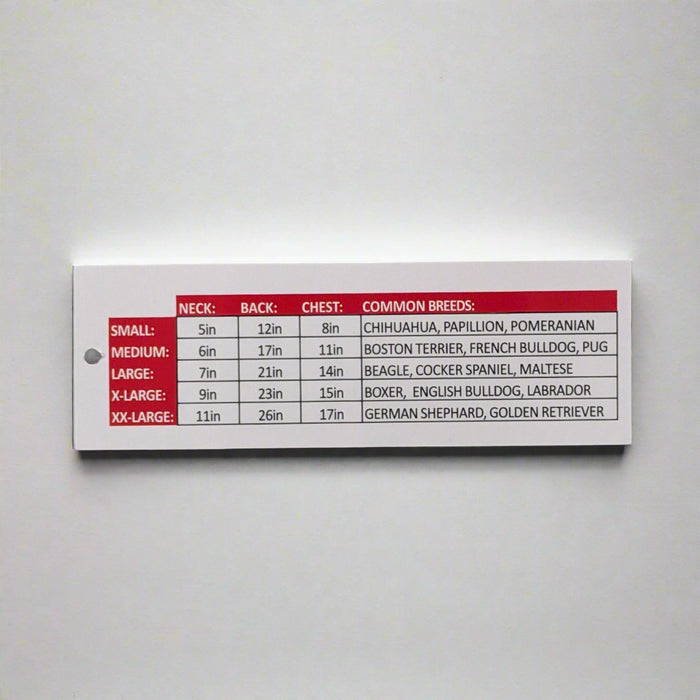 NECK: BACK: CHEST: COMMON BREEDS:
SMALL: 5in 12in 8in CHIHUAHUA, PAPILLION, POMERANIAN
MEDIUM: 6in 17in 11in BOSTON TERRIER, FRENCH BULLDOG, PUG
LARGE: 7in 21in 14in BEAGLE, COCKER SPANIEL, MALTESE
X-LARGE: 9in 23in 15in BOXER, ENGLISH BULLDOG, LABRADOR
XX-LARGE: 11in 26in 17in GERMAN SHEPHARD, GOLDEN RETRIEVER